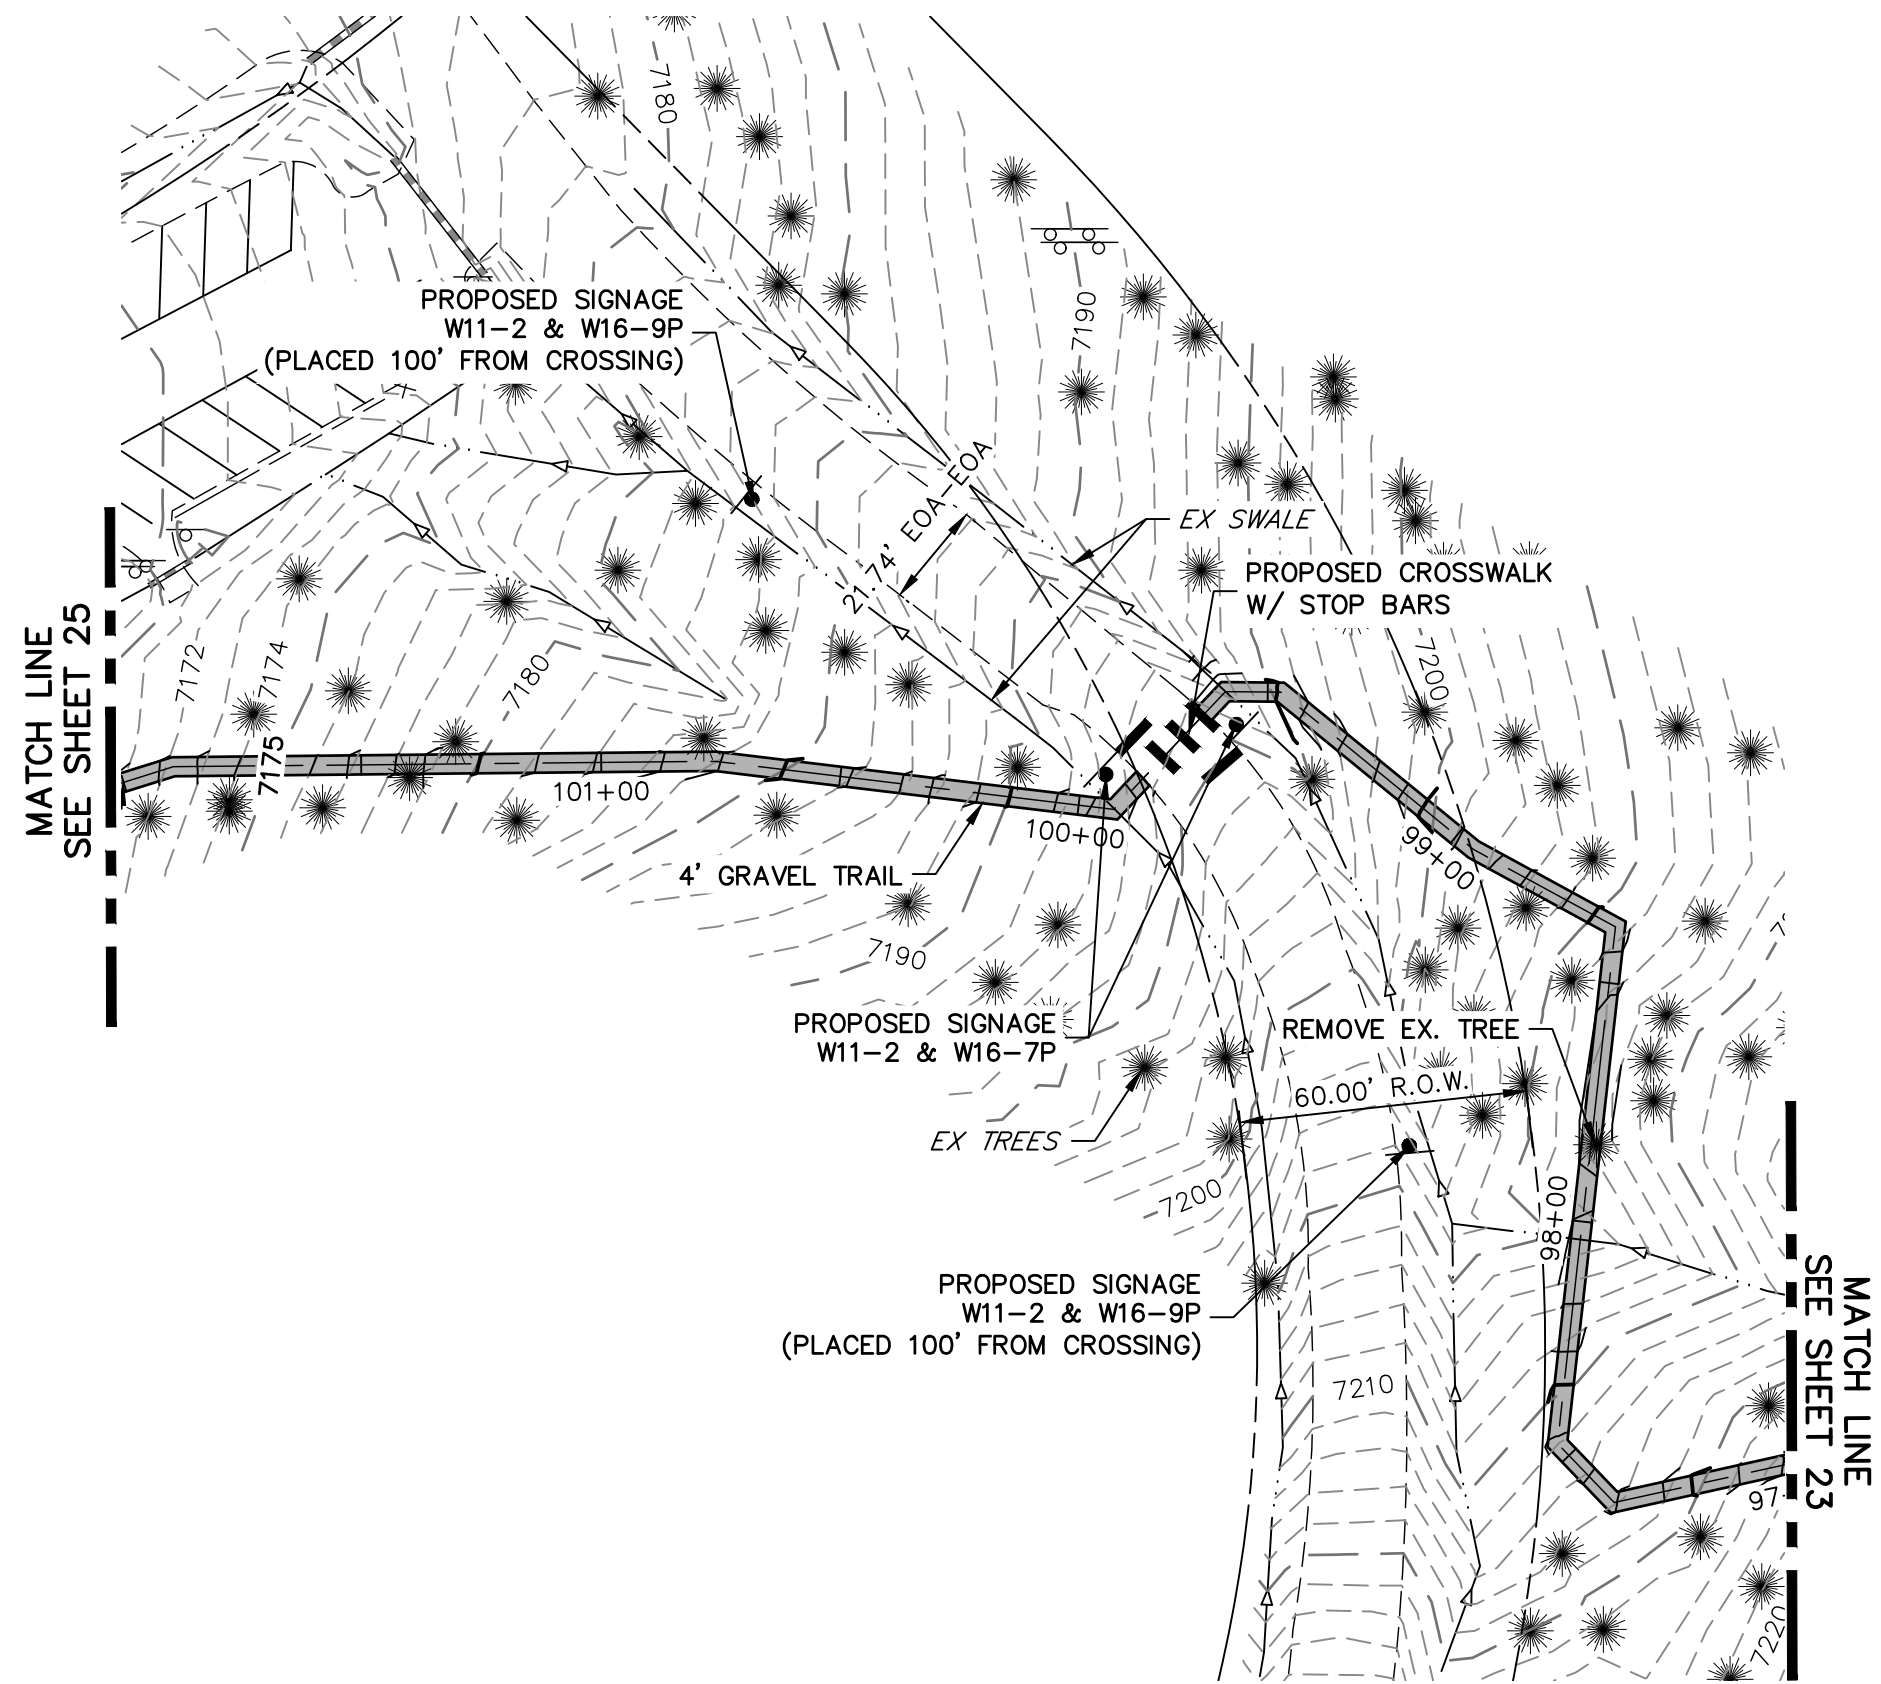 7180
PROPOSED SIGNAGE
W11-2 & W16-9P
(PLACED 100' FROM CROSSING)
7190
21.74' EOA-EOA
EX SWALE
PROPOSED CROSSWALK
W/ STOP BARS
MATCH LINE
SEE SHEET 25
7172
7174
7180
7200
7175
101+00
100+00
99+00
4' GRAVEL TRAIL
7190
PROPOSED SIGNAGE
W11-2 & W16-7P
REMOVE EX. TREE
60.00' R.O.W.
EX TREES
7200
98+00
PROPOSED SIGNAGE
W11-2 & W16-9P
(PLACED 100' FROM CROSSING)
7210
MATCH LINE
SEE SHEET 23
97
7220